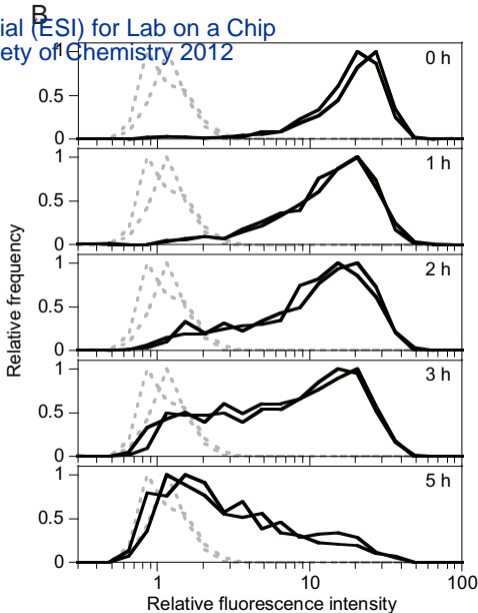 B
ial (ESI) for Lab on a Chip
ety of Chemistry 2012
1
0.5
0
0 h
1
0.5
0
1 h
1
0.5
0
2 h
1
0.5
0
3 h
1
0.5
0
5 h
Relative frequency
1 10 100
Relative fluorescence intensity